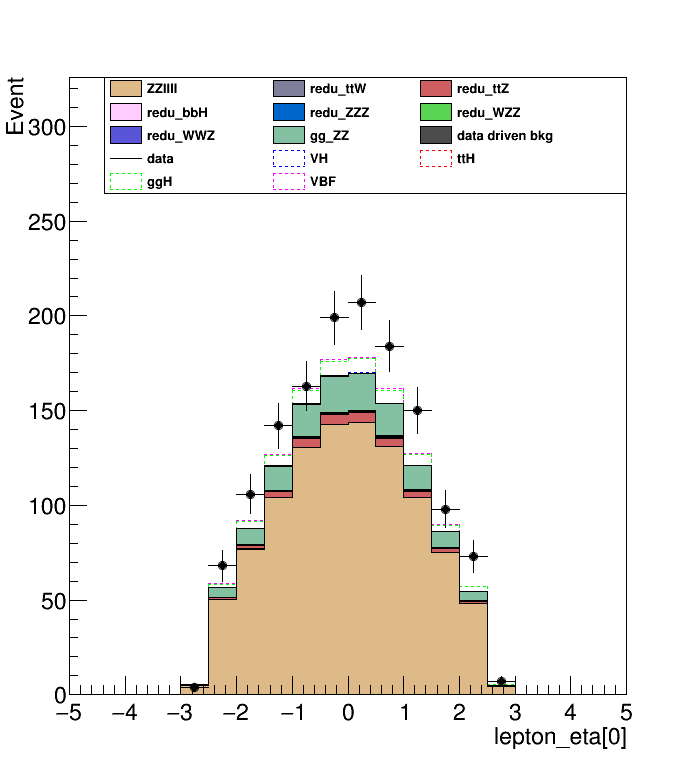 Event
ZZllll redu_ttW redu_ttZ
redu_bbH redu_ZZZ redu_WZZ
redu_WWZ gg_ZZ data driven bkg
data VH ttH
ggH VBF
300
250
200
150
100
50
0
−5 −4 −3 −2 −1 0 1 2 3 4 5
lepton_eta[0]